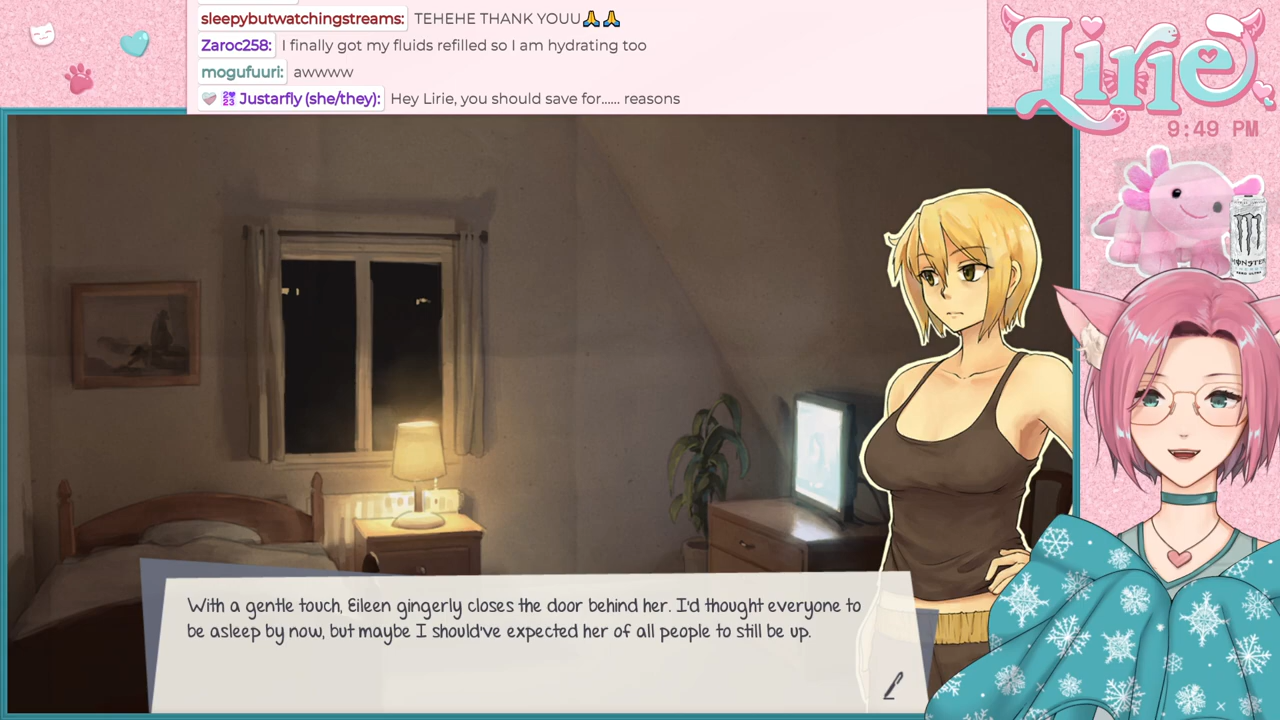 sleepybutwatchingstreams: TEHEHE THANK YOUU🙏🙏
Zaroc258: I finally got my fluids refilled so I am hydrating too
mogufuuri: awwww
Justarfly (she/they): Hey Lirie, you should save for...... reasons
Lirie
9:49 PM
MONSTER
With a gentle touch, Eileen gingerly closes the door behind her. I'd thought everyone to
be asleep by now, but maybe I should've expected her of all people to still be up.